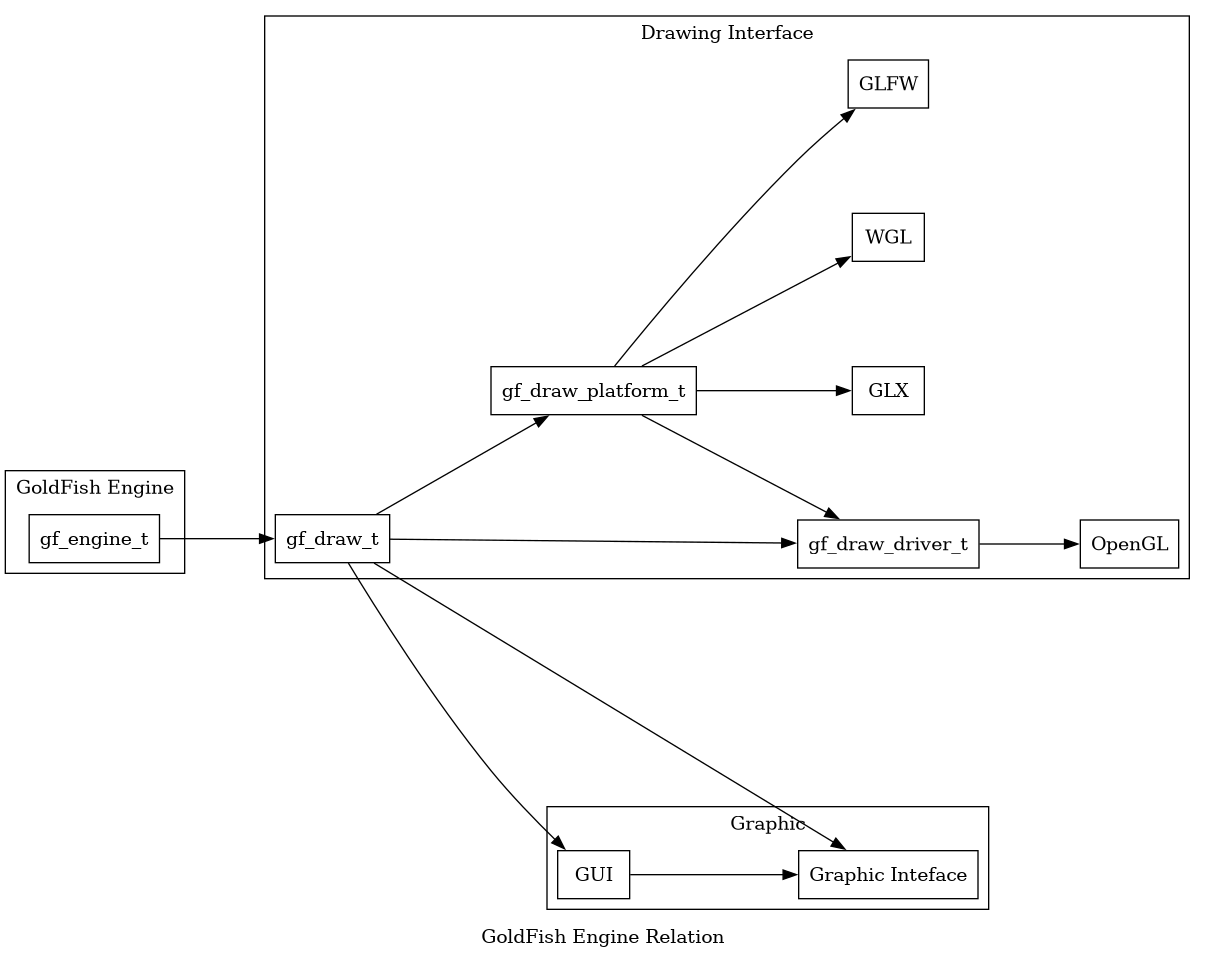 Drawing Interface
GLFW
WGL
gf_draw_platform_t
GLX
GoldFish Engine
gf_engine_t
gf_draw_t
gf_draw_driver_t
OpenGL
Graphic
GUI
Graphic Inteface
GoldFish Engine Relation